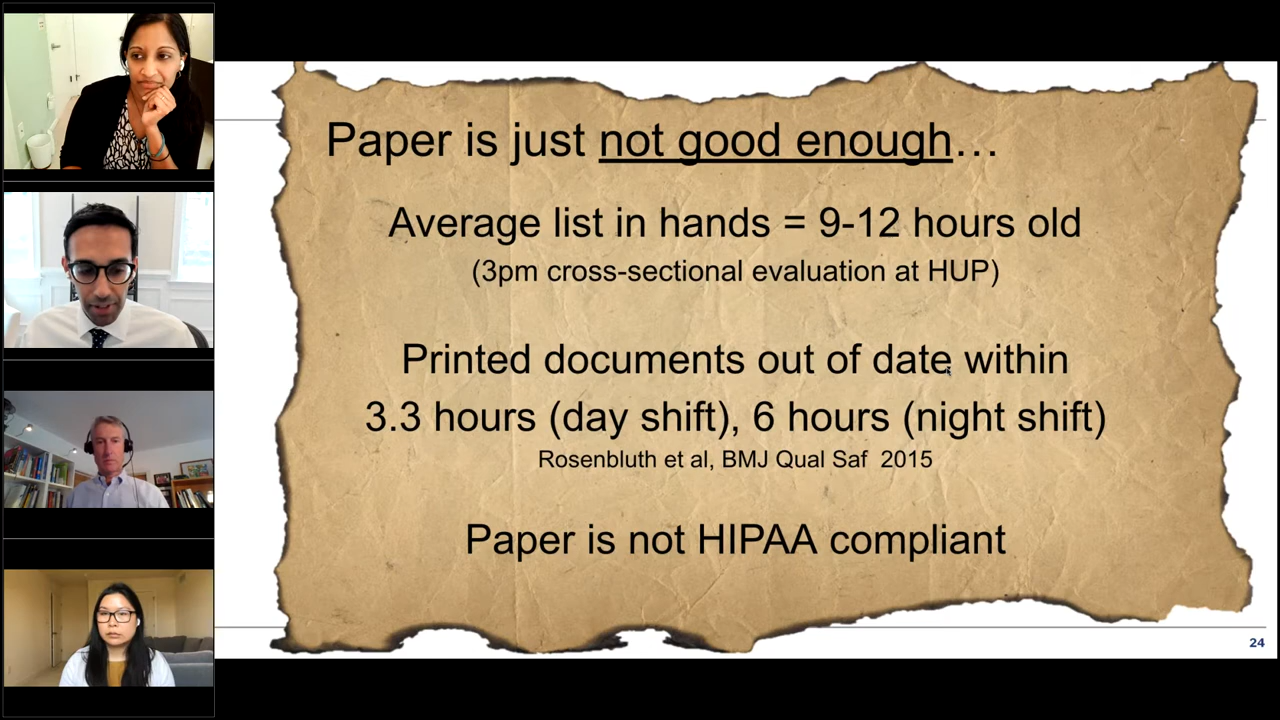 Paper is just not good enough…
Average list in hands = 9-12 hours old
(3pm cross-sectional evaluation at HUP)
Printed documents out of date within
3.3 hours (day shift), 6 hours (night shift)
Rosenbluth et al, BMJ Qual Saf 2015
Paper is not HIPAA compliant
24